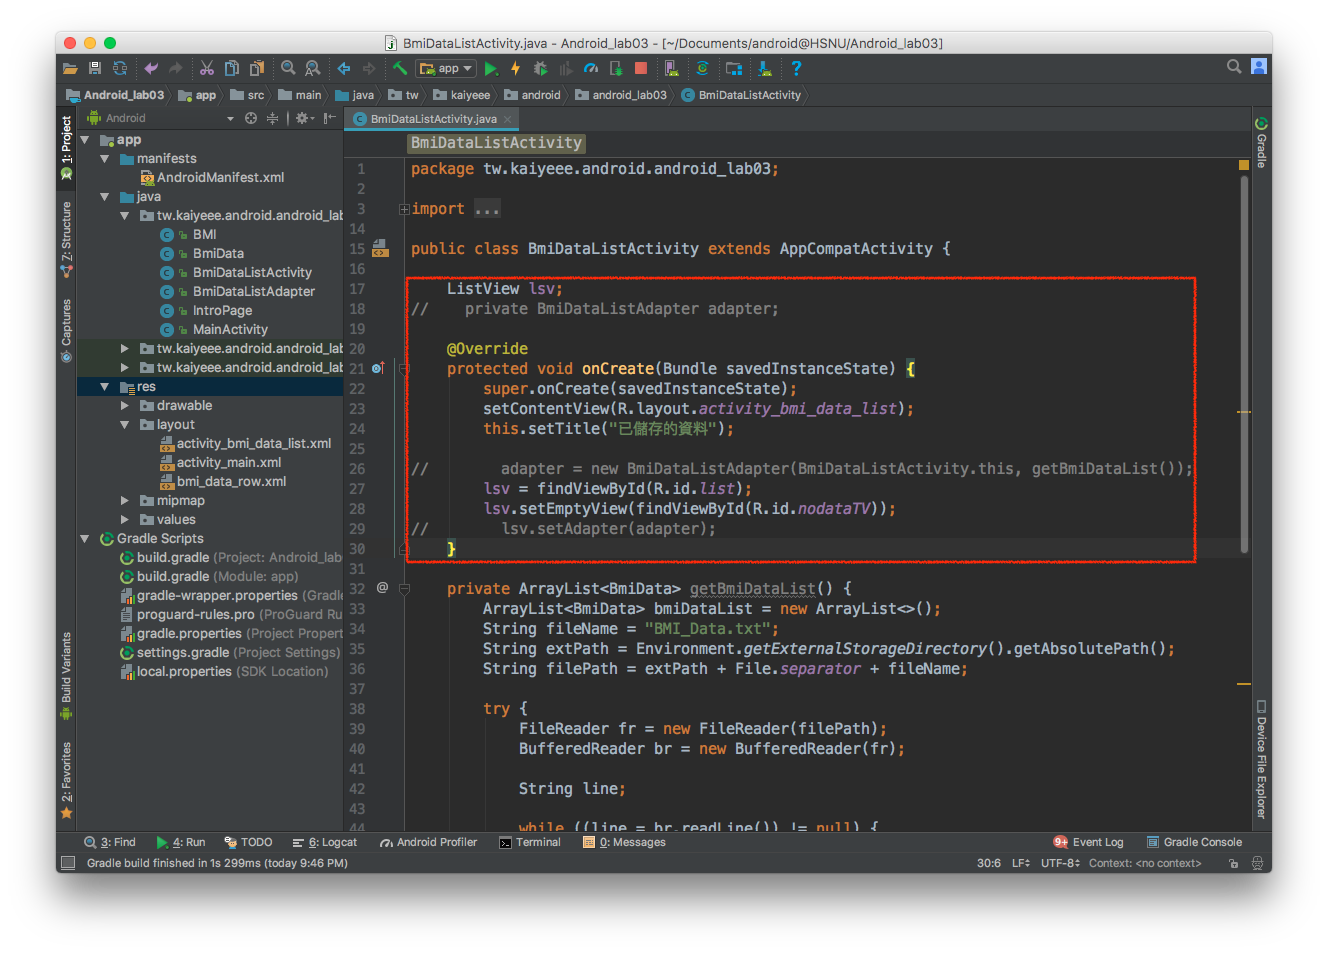 BmiDataListActivity.java - Android_lab03 - [~/Documents/android@HSNU/Android_lab03]
app
Android_lab03 app src main java tw kaiyeee android android_lab03 BmiDataListActivity
1: Project
Z: Structure
Captures
Build Variants
2: Favorites
Android
app
manifests
AndroidManifest.xml
java
tw.kaiyeee.android.android_lab
BMI
BmiData
BmiDataListActivity
BmiDataListAdapter
IntroPage
MainActivity
tw.kaiyeee.android.android_lab
tw.kaiyeee.android.android_lab
res
drawable
layout
activity_bmi_data_list.xml
activity_main.xml
bmi_data_row.xml
mipmap
values
Gradle Scripts
build.gradle (Project: Android_lab
build.gradle (Module: app)
gradle-wrapper.properties (Gradle
proguard-rules.pro (ProGuard Ru
gradle.properties (Project Propert
settings.gradle (Project Settings)
local.properties (SDK Location)
BmiDataListActivity.java
BmiDataListActivity
1 package tw.kaiyeee.android.android_lab03;
2
3 import ...
14
15 public class BmiDataListActivity extends AppCompatActivity {
16
17 ListView lsv;
18 // private BmiDataListAdapter adapter;
19
20 @Override
21 protected void onCreate(Bundle savedInstanceState) {
22 super.onCreate(savedInstanceState);
23 setContentView(R.layout.activity_bmi_data_list);
24 this.setTitle("已儲存的資料");
25
26 // adapter = new BmiDataListAdapter(BmiDataListActivity.this, getBmiDataList());
27 lsv = findViewById(R.id.list);
28 lsv.setEmptyView(findViewById(R.id.nodataTV));
29 // lsv.setAdapter(adapter);
30 }
31
32 @ private ArrayList<BmiData> getBmiDataList() {
33 ArrayList<BmiData> bmiDataList = new ArrayList<>();
34 String fileName = "BMI_Data.txt";
35 String extPath = Environment.getExternalStorageDirectory().getAbsolutePath();
36 String filePath = extPath + File.separator + fileName;
37
38 try {
39 FileReader fr = new FileReader(filePath);
40 BufferedReader br = new BufferedReader(fr);
41
42 String line;
43
44 while ((line = br.readLine()) != null) {
Gradle
Device File Explorer
3: Find 4: Run TODO 6: Logcat Android Profiler Terminal 0: Messages 9+ Event Log Gradle Console
Gradle build finished in 1s 299ms (today 9:46 PM) 30:6 LF UTF-8 Context: <no context>